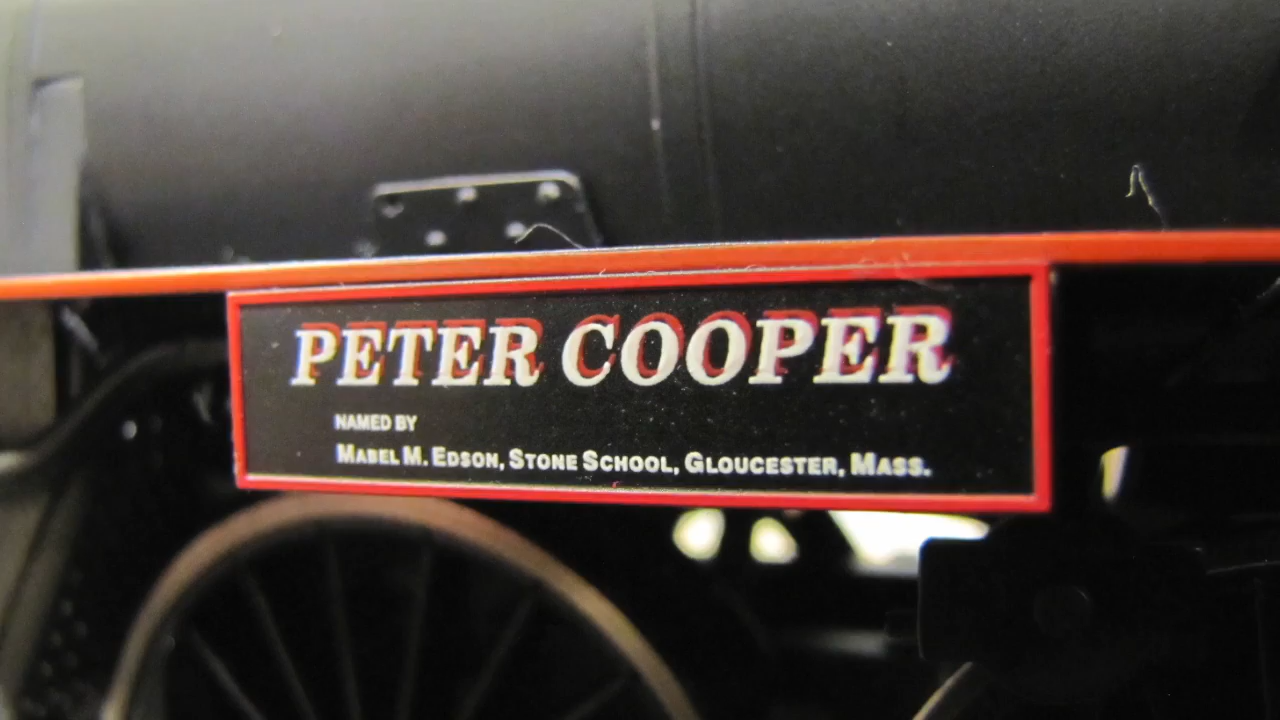 PETER COOPER
NAMED BY
MABEL M. EDSON, STONE SCHOOL, GLOUCESTER, MASS.